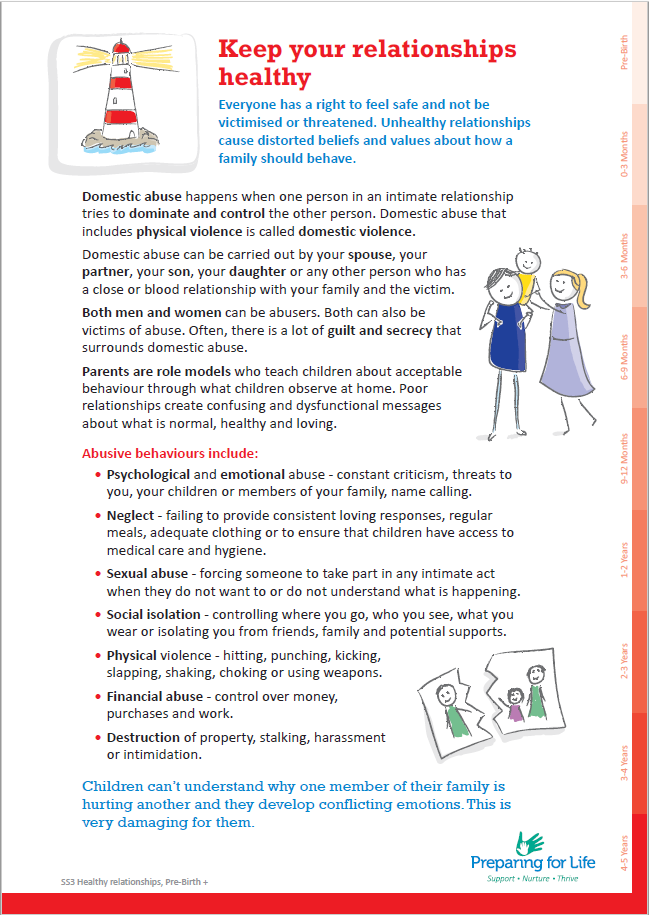 Keep your relationships
healthy
Everyone has a right to feel safe and not be
victimised or threatened. Unhealthy relationships
cause distorted beliefs and values about how a
family should behave.
Domestic abuse happens when one person in an intimate relationship
tries to dominate and control the other person. Domestic abuse that
includes physical violence is called domestic violence.
Domestic abuse can be carried out by your spouse, your
partner, your son, your daughter or any other person who has
a close or blood relationship with your family and the victim.
Both men and women can be abusers. Both can also be
victims of abuse. Often, there is a lot of guilt and secrecy that
surrounds domestic abuse.
Parents are role models who teach children about acceptable
behaviour through what children observe at home. Poor
relationships create confusing and dysfunctional messages
about what is normal, healthy and loving.
Abusive behaviours include:
• Psychological and emotional abuse - constant criticism, threats to
you, your children or members of your family, name calling.
• Neglect - failing to provide consistent loving responses, regular
meals, adequate clothing or to ensure that children have access to
medical care and hygiene.
• Sexual abuse - forcing someone to take part in any intimate act
when they do not want to or do not understand what is happening.
• Social isolation - controlling where you go, who you see, what you
wear or isolating you from friends, family and potential supports.
• Physical violence - hitting, punching, kicking,
slapping, shaking, choking or using weapons.
• Financial abuse - control over money,
purchases and work.
• Destruction of property, stalking, harassment
or intimidation.
Children can't understand why one member of their family is
hurting another and they develop conflicting emotions. This is
very damaging for them.
Preparing for Life
Support • Nurture • Thrive
SS3 Healthy relationships, Pre-Birth +
Pre-Birth
0-3 Months
3-6 Months
6-9 Months
9-12 Months
1-2 Years
2-3 Years
3-4 Years
4-5 Years